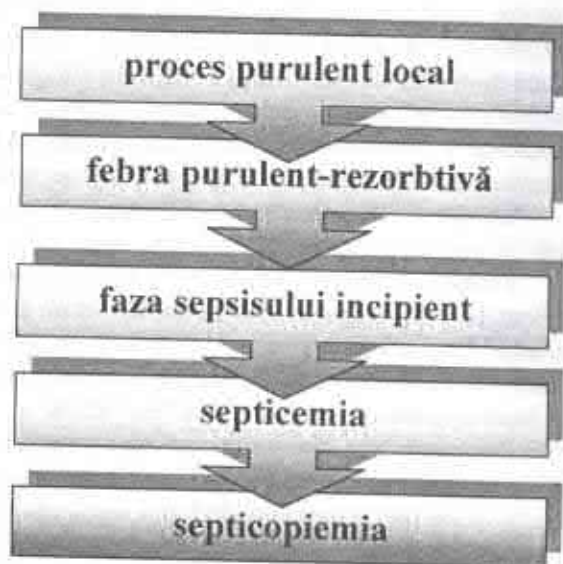 proces purulent local
febra purulent-rezorbtivă
faza sepsisului incipient
septicemia
septicopiemia